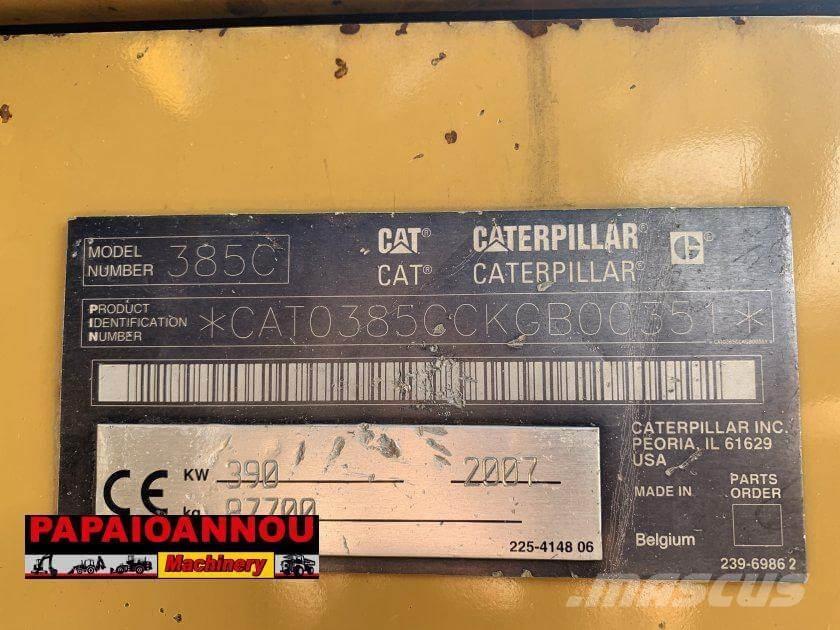 MODEL NUMBER 385C
CAT® CATERPILLAR®
CAT® CATERPILLAR®
PRODUCT IDENTIFICATION NUMBER *CAT0385CCKGB00351*
CAT0385CCKGB00351
CATERPILLAR INC.
PEORIA, IL 61629
USA
CE KW 390 2007
kg 87700
MADE IN PARTS ORDER
Belgium
225-4148 06
239-6986 2
PAPAIOANNOU
Machinery
mascus